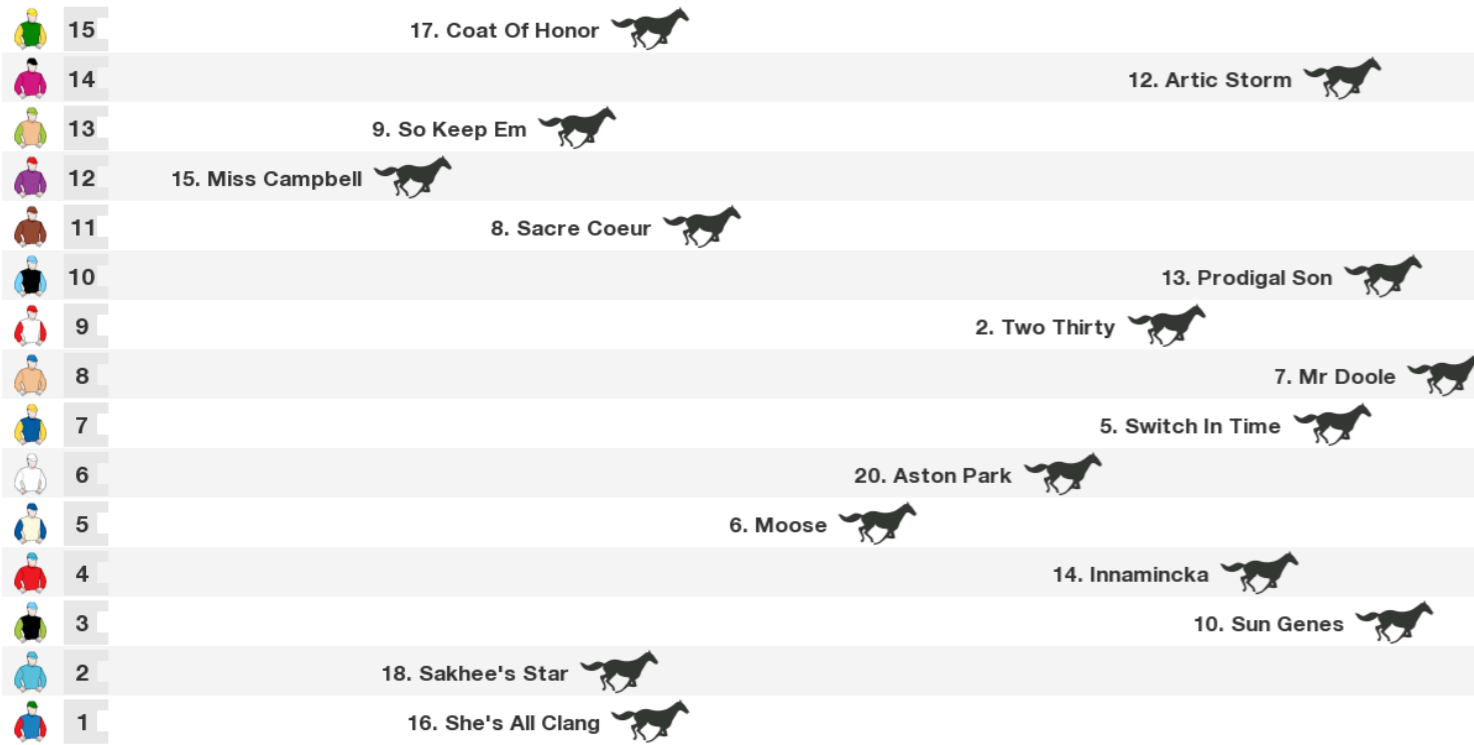 15 17. Coat Of Honor
14 12. Artic Storm
13 9. So Keep Em
12 15. Miss Campbell
11 8. Sacre Coeur
10 13. Prodigal Son
9 2. Two Thirty
8 7. Mr Doole
7 5. Switch In Time
6 20. Aston Park
5 6. Moose
4 14. Innamincka
3 10. Sun Genes
2 18. Sakhee's Star
1 16. She's All Clang